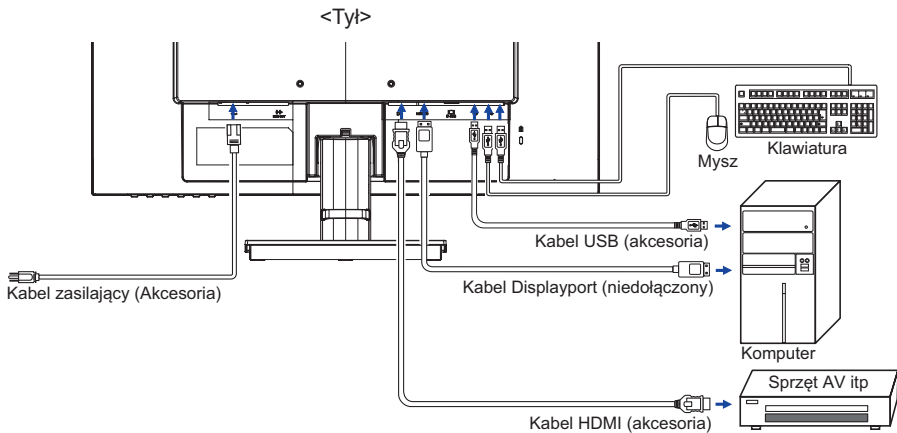 <Tył>
Mysz
Klawiatura
Kabel USB (akcesoria)
Kabel zasilający (Akcesoria)
Kabel Displayport (niedołączony)
Komputer
Sprzęt AV itp
Kabel HDMI (akcesoria)